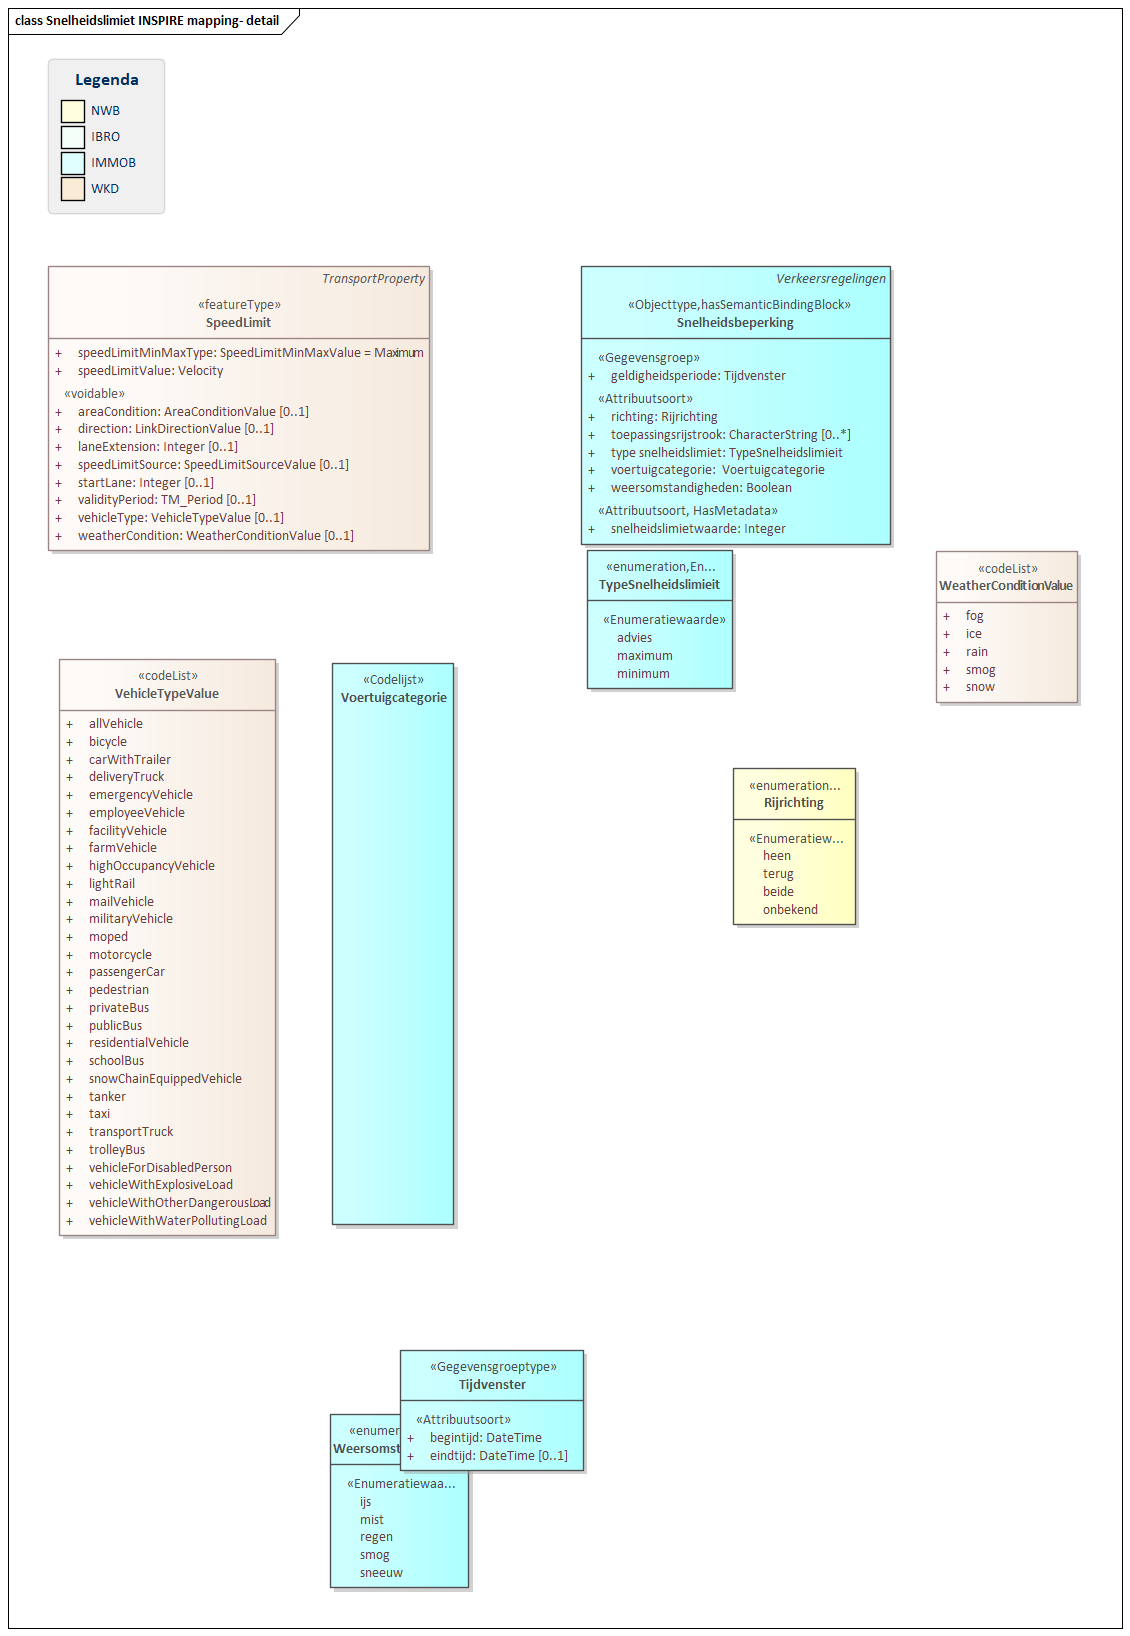 class Snelheidslimiet INSPIRE mapping- detail
Legenda
NWB
IBRO
IMMOB
WKD
TransportProperty
«featureType»
SpeedLimit
+ speedLimitMinMaxType: SpeedLimitMinMaxValue = Maximum
+ speedLimitValue: Velocity
«voidable»
+ areaCondition: AreaConditionValue [0..1]
+ direction: LinkDirectionValue [0..1]
+ laneExtension: Integer [0..1]
+ speedLimitSource: SpeedLimitSourceValue [0..1]
+ startLane: Integer [0..1]
+ validityPeriod: TM_Period [0..1]
+ vehicleType: VehicleTypeValue [0..1]
+ weatherCondition: WeatherConditionValue [0..1]
Verkeersregelingen
«Objecttype,hasSemanticBindingBlock»
Snelheidsbeperking
«Gegevensgroep»
+ geldigheidsperiode: Tijdvenster
«Attribuutsoort»
+ richting: Rijrichting
+ toepassingsrijstrook: CharacterString [0..*]
+ type snelheidslimiet: TypeSnelheidslimieit
+ voertuigcategorie: Voertuigcategorie
+ weersomstandigheden: Boolean
«Attribuutsoort, HasMetadata»
+ snelheidslimietwaarde: Integer
«enumeration,En...
TypeSnelheidslimieit
«Enumeratiewaarde»
advies
maximum
minimum
«codeList»
WeatherConditionValue
+ fog
+ ice
+ rain
+ smog
+ snow
«codeList»
VehicleTypeValue
+ allVehicle
+ bicycle
+ carWithTrailer
+ deliveryTruck
+ emergencyVehicle
+ employeeVehicle
+ facilityVehicle
+ farmVehicle
+ highOccupancyVehicle
+ lightRail
+ mailVehicle
+ militaryVehicle
+ moped
+ motorcycle
+ passengerCar
+ pedestrian
+ privateBus
+ publicBus
+ residentialVehicle
+ schoolBus
+ snowChainEquippedVehicle
+ tanker
+ taxi
+ transportTruck
+ trolleyBus
+ vehicleForDisabledPerson
+ vehicleWithExplosiveLoad
+ vehicleWithOtherDangerousLoad
+ vehicleWithWaterPollutingLoad
«Codelijst»
Voertuigcategorie
«enumeration...
Rijrichting
«Enumeratiew...
heen
terug
beide
onbekend
«Gegevensgroeptype»
Tijdvenster
«Attribuutsoort»
+ begintijd: DateTime
+ eindtijd: DateTime [0..1]
«enumer
Weersomst
«Enumeratiewaa...
ijs
mist
regen
smog
sneeuw